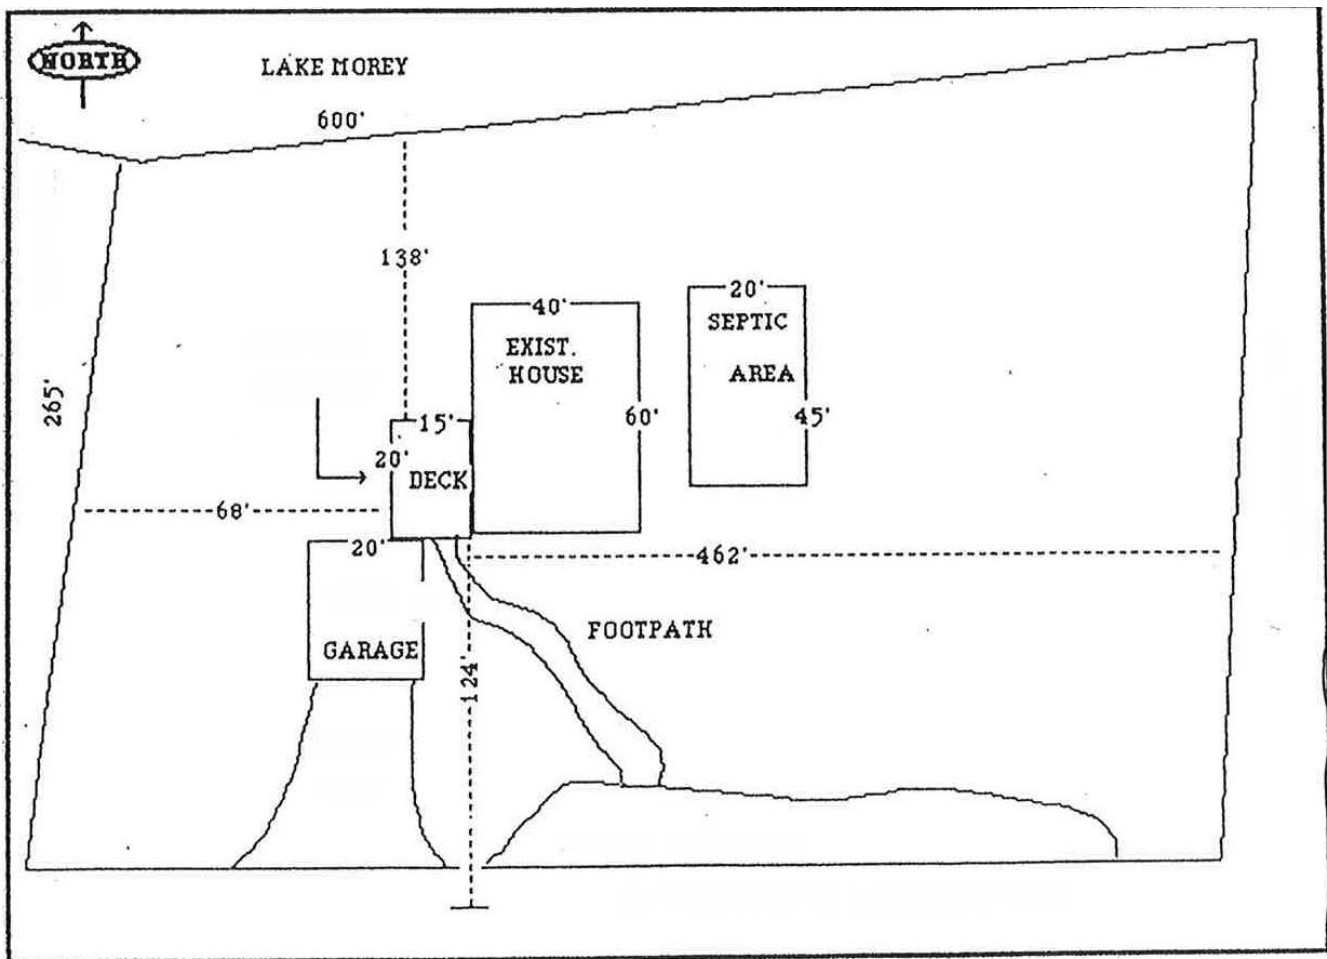 NORTH
LAKE MOREY
600'
138'
265'
40'
EXIST.
HOUSE
60'
20'
SEPTIC
AREA
45'
15'
20'
DECK
68'
20'
GARAGE
462'
FOOTPATH
124'